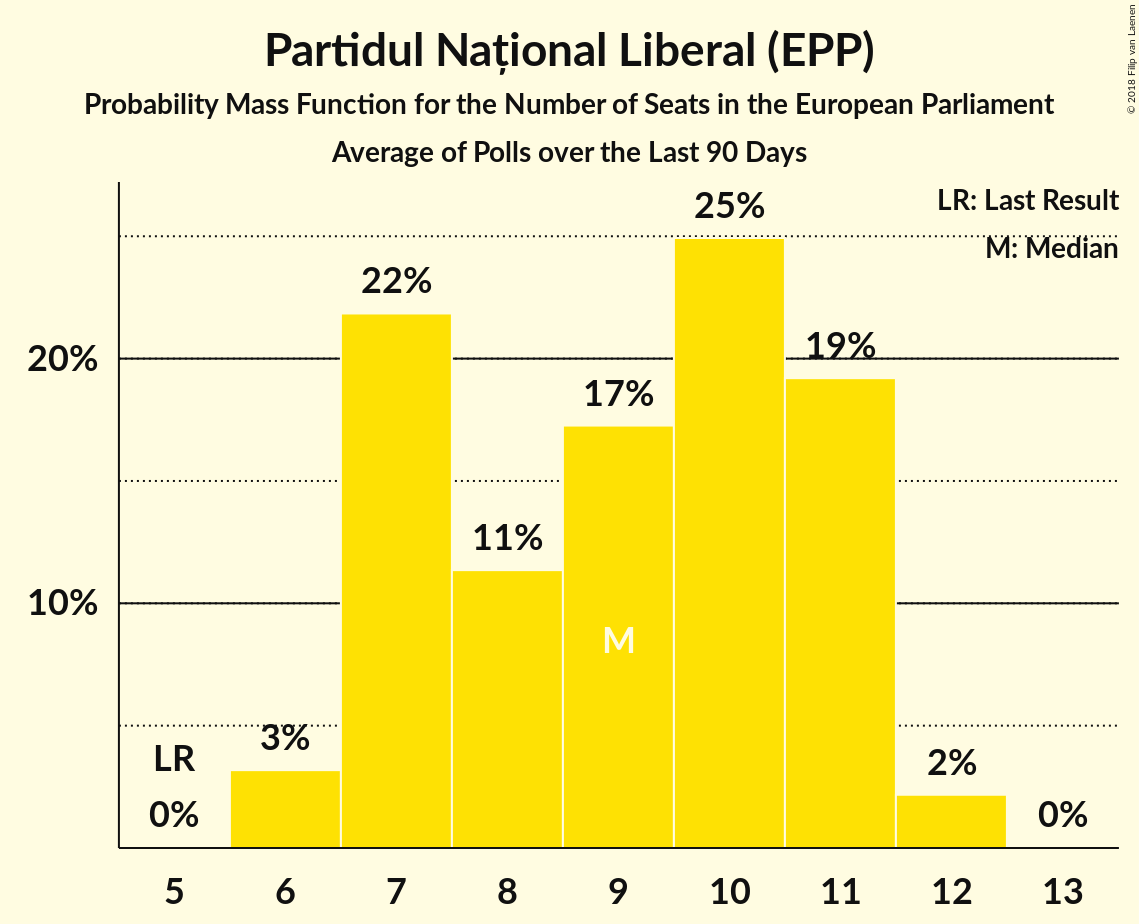 Partidul Național Liberal (EPP)
Probability Mass Function for the Number of Seats in the European Parliament
Average of Polls over the Last 90 Days
© 2018 Filip van Laenen
LR: Last Result
M: Median
25%
22%
20%
19%
17%
11%
10%
M
3%
LR
2%
0%
0%
5 6 7 8 9 10 11 12 13